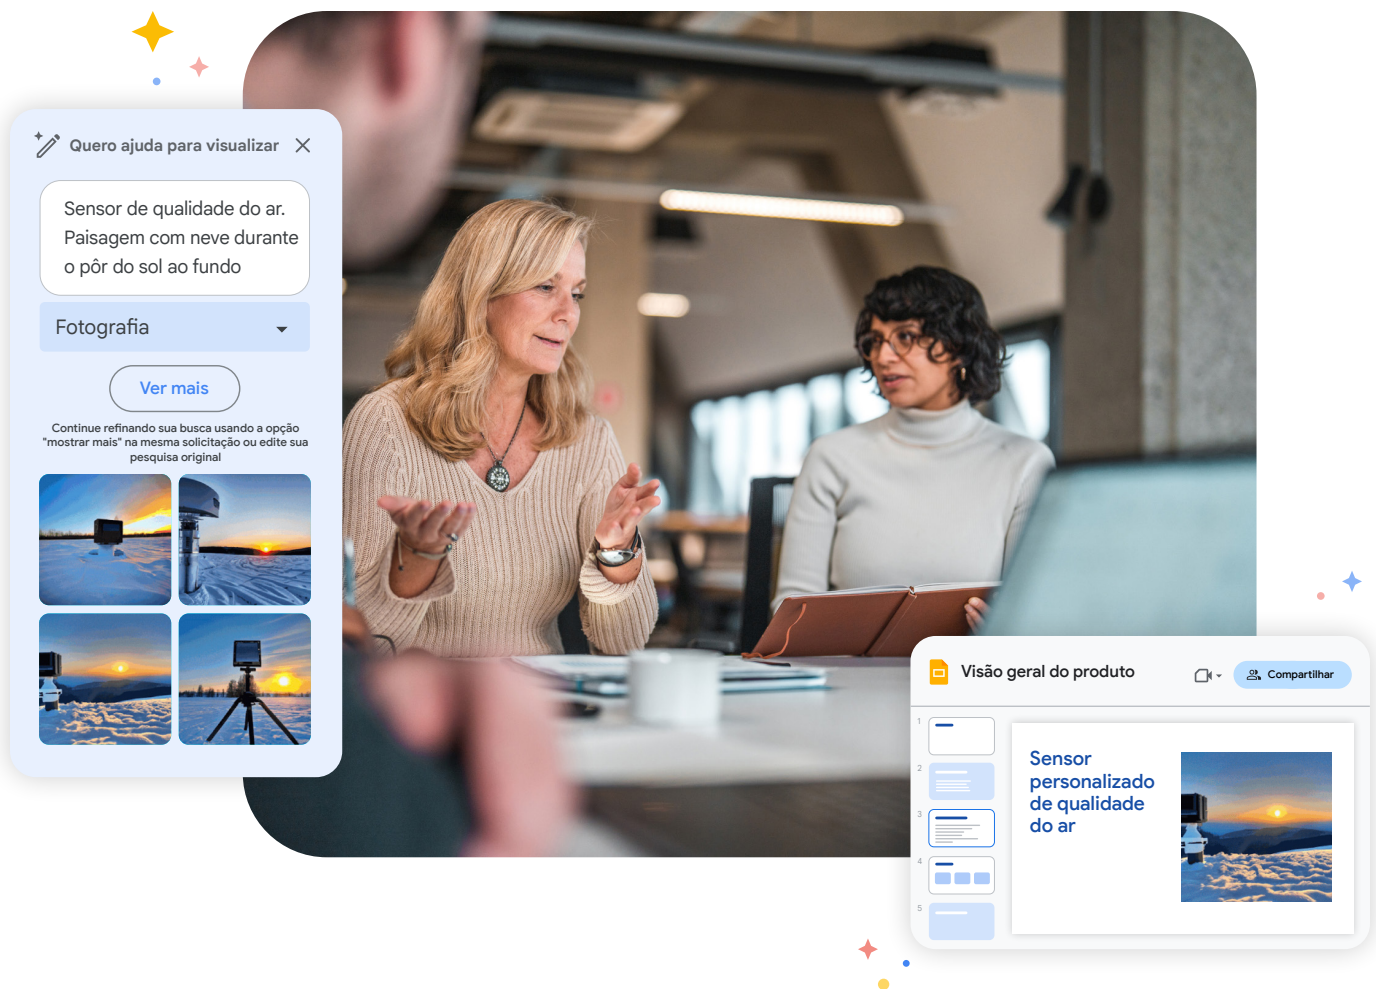 Quero ajuda para visualizar
Sensor de qualidade do ar.
Paisagem com neve durante
o pôr do sol ao fundo
Fotografia
Ver mais
Continue refinando sua busca usando a opção
"mostrar mais" na mesma solicitação ou edite sua
pesquisa original
Visão geral do produto
Compartilhar
1
2
3
4
5
Sensor
personalizado
de qualidade
do ar